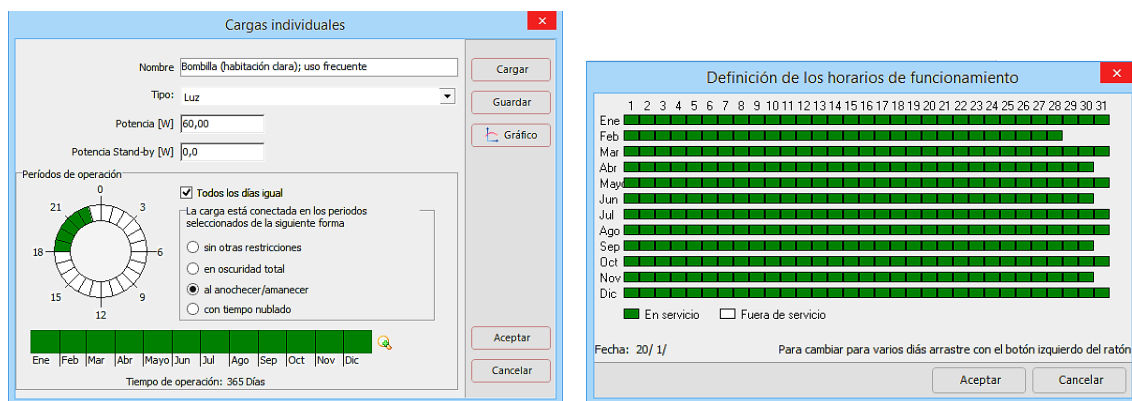 Cargas individuales
Nombre Bombilla (habitación clara); uso frecuente
Tipo: Luz
Potencia [W] 60,00
Potencia Stand-by [W] 0,0
Cargar
Guardar
Gráfico
Períodos de operación
0
3
6
9
12
15
18
21
Todos los días igual
La carga está conectada en los periodos
seleccionados de la siguiente forma
sin otras restricciones
en oscuridad total
al anochecer/amanecer
con tiempo nublado
Ene Feb Mar Abr Mayo Jun Jul Ago Sep Oct Nov Dic
Tiempo de operación: 365 Días
Aceptar
Cancelar
Definición de los horarios de funcionamiento
1 2 3 4 5 6 7 8 9 10 11 12 13 14 15 16 17 18 19 20 21 22 23 24 25 26 27 28 29 30 31
Ene
Feb
Mar
Abr
Mayo
Jun
Jul
Ago
Sep
Oct
Nov
Dic
En servicio Fuera de servicio
Fecha: 20/ 1/ Para cambiar para varios diás arrastre con el botón izquierdo del ratón
Aceptar Cancelar